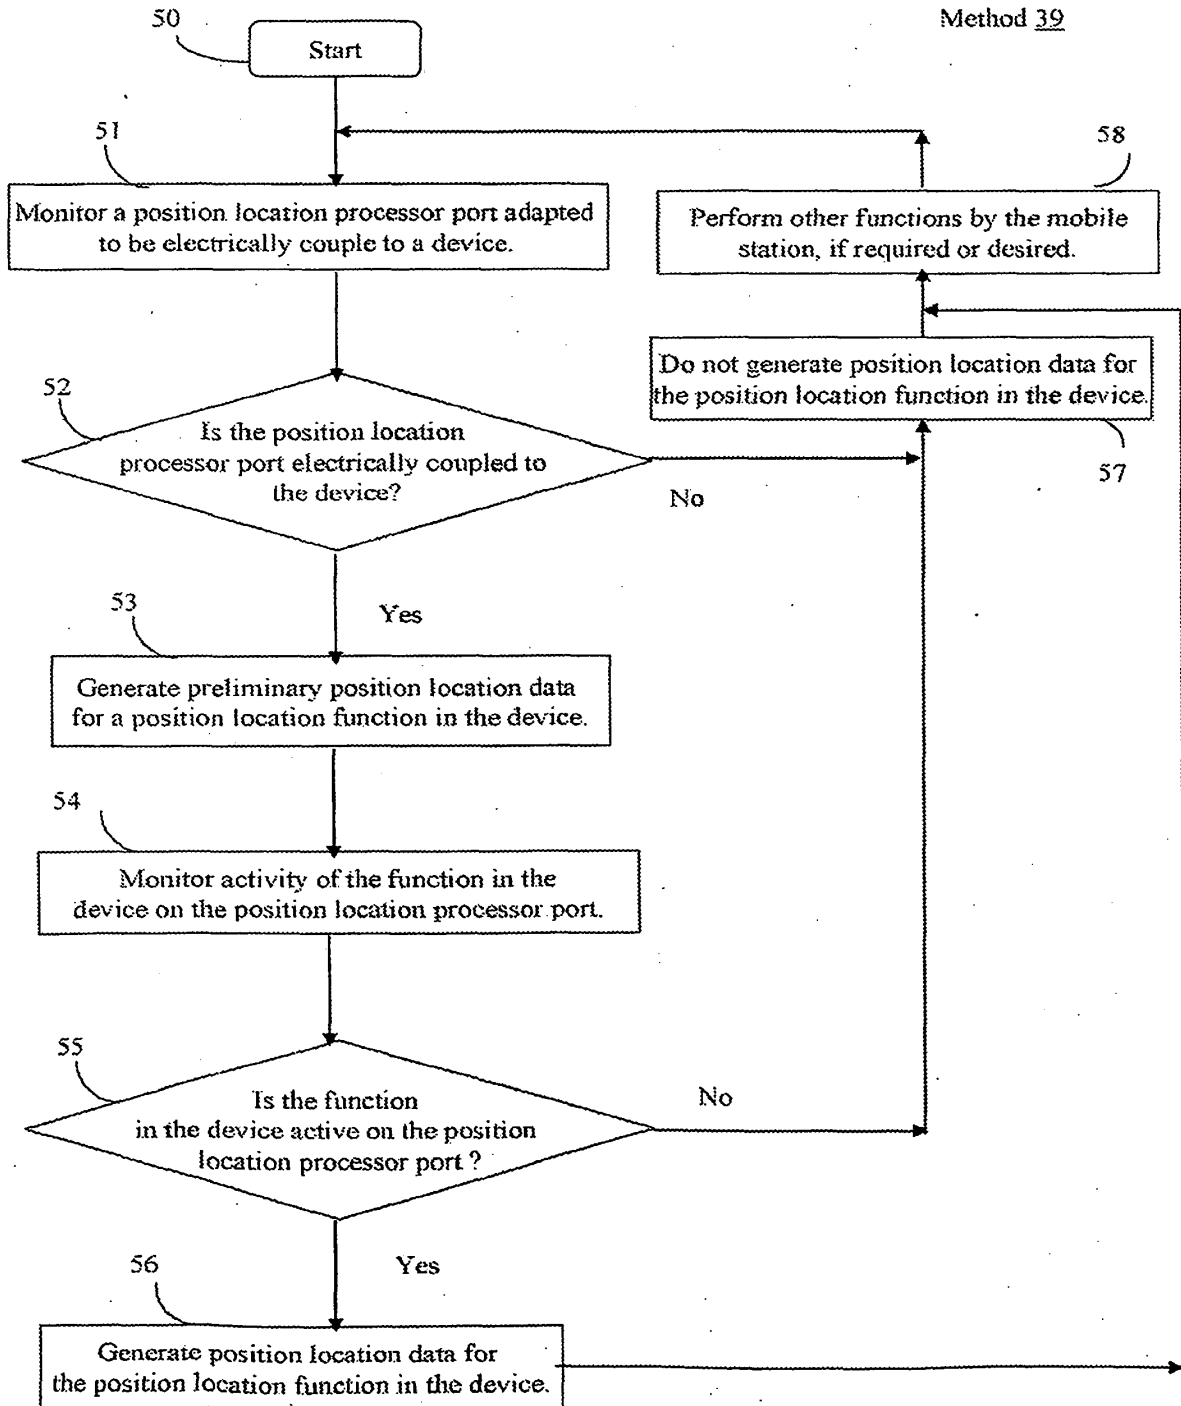 Method 39
50
Start
51
Monitor a position location processor port adapted
to be electrically couple to a device.
52
Is the position location
processor port electrically coupled to
the device?
No
Yes
53
Generate preliminary position location data
for a position location function in the device.
54
Monitor activity of the function in the
device on the position location processor port.
55
Is the function
in the device active on the position
location processor port ?
No
Yes
56
Generate position location data for
the position location function in the device.
57
Do not generate position location data for
the position location function in the device.
58
Perform other functions by the mobile
station, if required or desired.